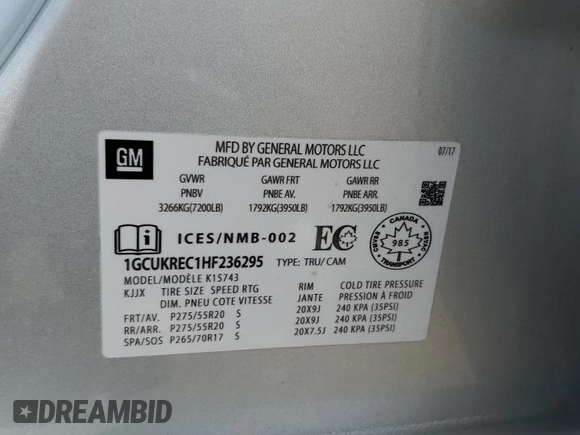 GM
MFD BY GENERAL MOTORS LLC
FABRIQUÉ PAR GENERAL MOTORS LLC
07/17
GVWR GAWR FRT GAWR RR
PNBV PNBE AV. PNBE ARR.
3266KG(7200LB) 1792KG(3950LB) 1792KG(3950LB)
i ICES/NMB-002 EC CANADA 985
1GCUKREC1HF236295 TYPE: TRU/ CAM
MODEL/MODÈLE K15743
KJJX TIRE SIZE SPEED RTG RIM COLD TIRE PRESSURE
DIM. PNEU COTE VITESSE JANTE PRESSION À FROID
FRT/AV. P275/55R20 S 20X9J 240 KPA (35PSI)
RR/ARR. P275/55R20 S 20X9J 240 KPA (35PSI)
SPA/SOS P265/70R17 S 20X7.5J 240 KPA (35PSI)
DREAMBID